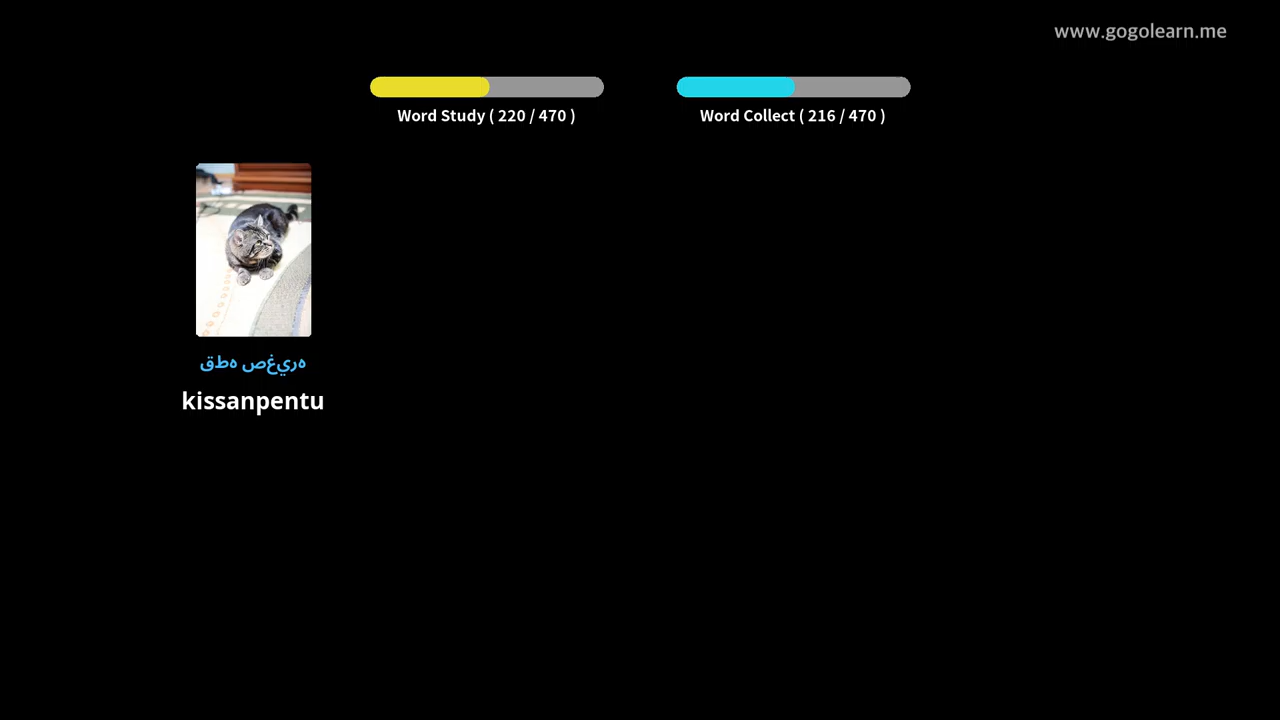 www.gogolearn.me
Word Study ( 220 / 470 )
Word Collect ( 216 / 470 )
هريغص هطق
kissanpentu